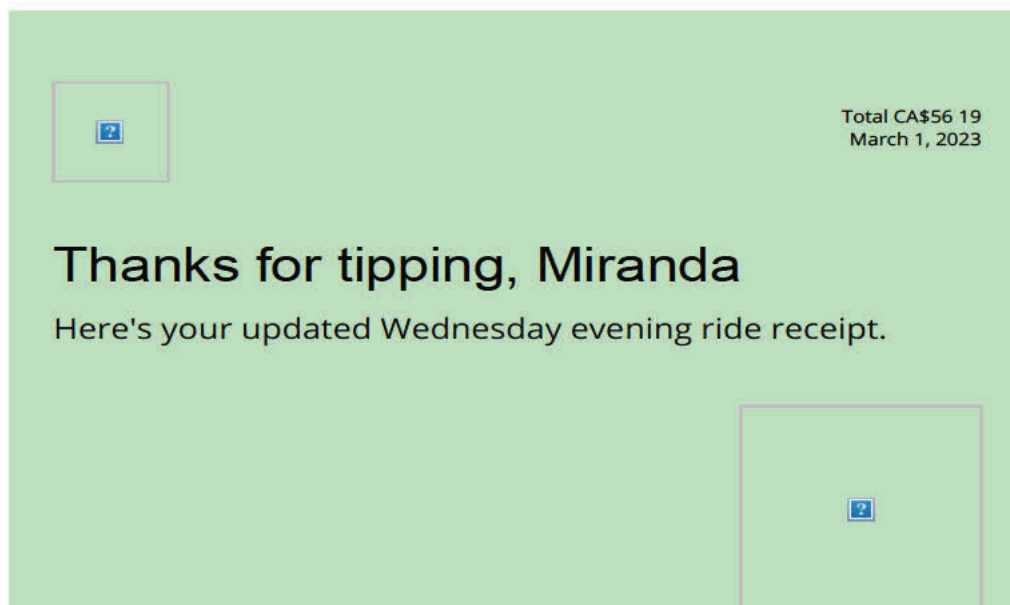 Total CA$56 19
March 1, 2023
Thanks for tipping, Miranda
Here's your updated Wednesday evening ride receipt.